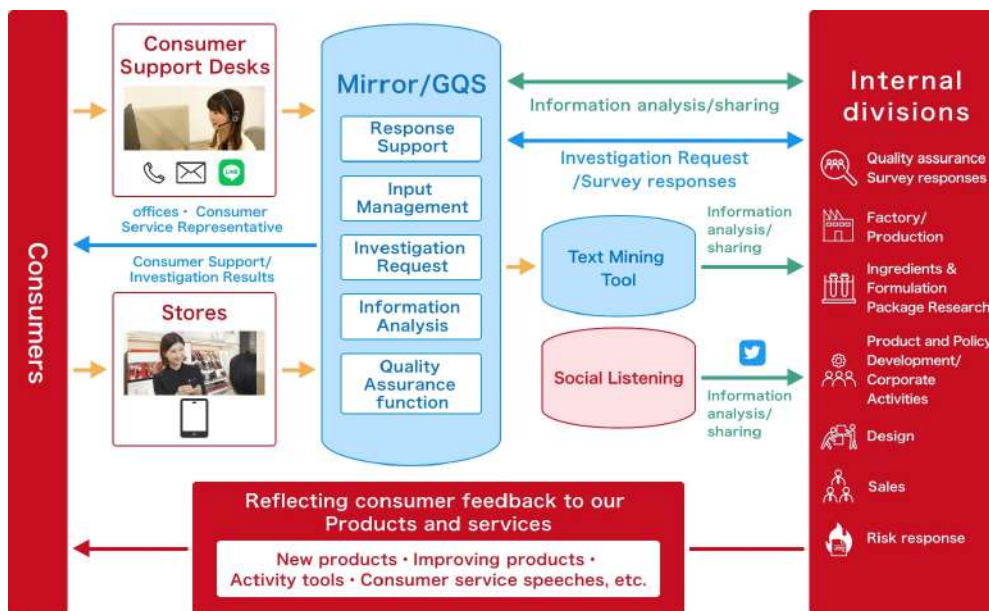 Consumers
Consumer
Support Desks
LINE
offices・Consumer
Service Representative
Consumer Support/
Investigation Results
Stores
Mirror/GQS
Response
Support
Input
Management
Investigation
Request
Information
Analysis
Quality
Assurance
function
Information analysis/sharing
Investigation Request
/Survey responses
Text Mining
Tool
Information
analysis/
sharing
Social Listening
Information
analysis/
sharing
Internal
divisions
Quality assurance
Survey responses
Factory/
Production
Ingredients &
Formulation
Package Research
Product and Policy
Development/
Corporate
Activities
Design
Sales
Risk response
Reflecting consumer feedback to our
Products and services
New products・Improving products・
Activity tools・Consumer service speeches, etc.